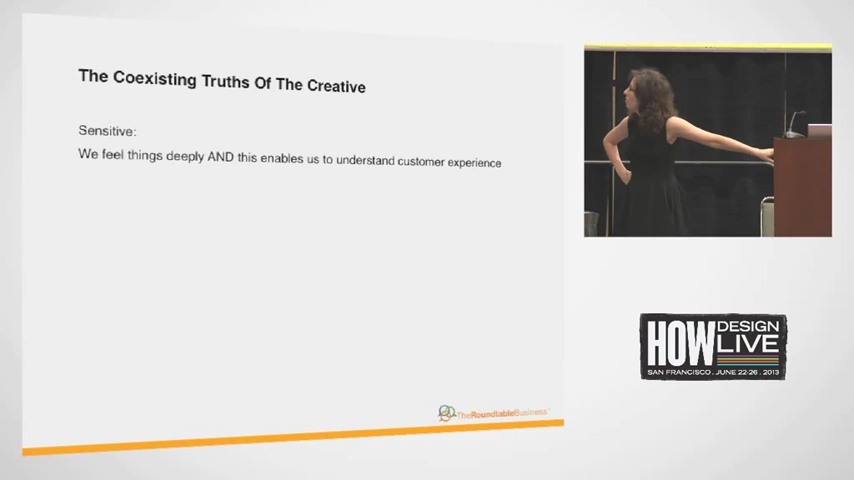 The Coexisting Truths Of The Creative
Sensitive:
We feel things deeply AND this enables us to understand customer experience
TheRoundtableBusiness
HOW DESIGN LIVE
SAN FRANCISCO . JUNE 22-26 . 2013